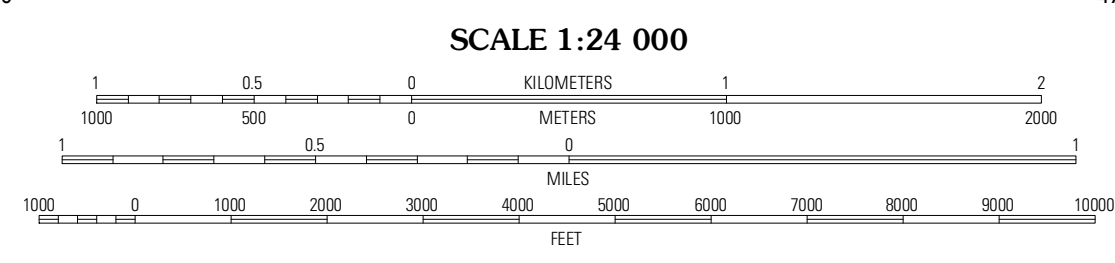 SCALE 1:24 000
1 0.5 0 KILOMETERS 1 2
1000 500 0 METERS 1000 2000
1 0.5 0 1
MILES
1000 0 1000 2000 3000 4000 5000 6000 7000 8000 9000 10000
FEET